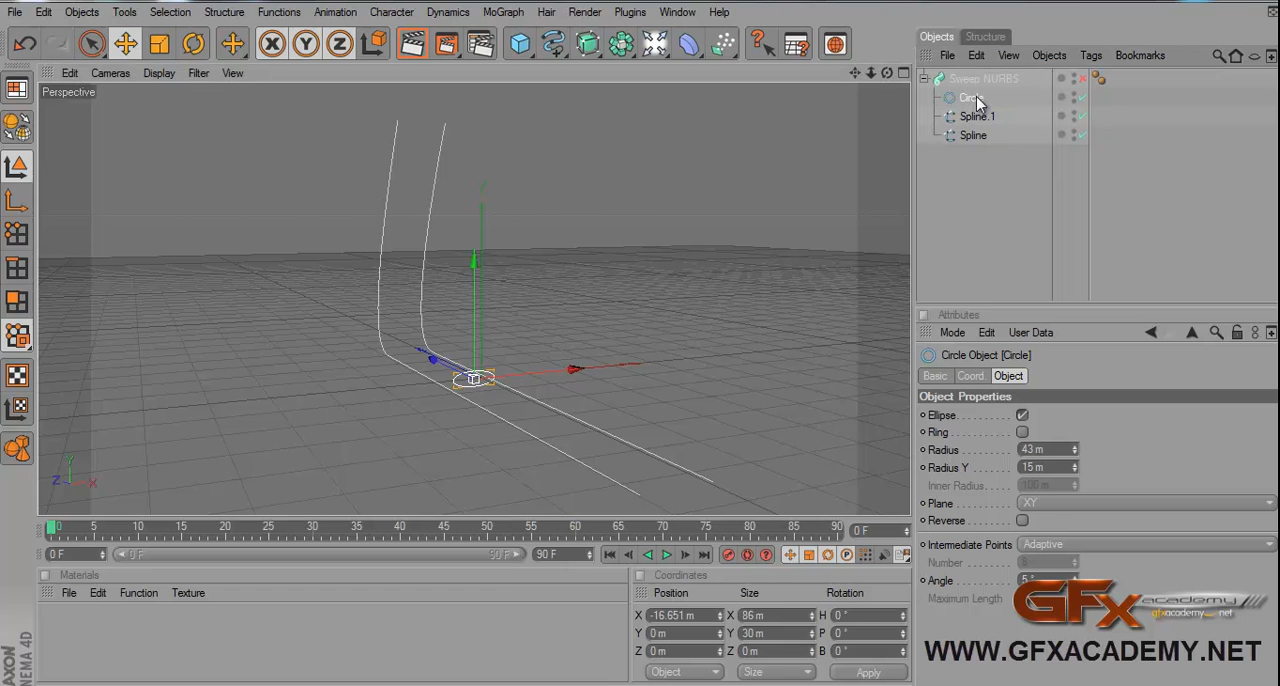 File Edit Objects Tools Selection Structure Functions Animation Character Dynamics MoGraph Hair Render Plugins Window Help
X Y Z
Objects Structure
File Edit View Objects Tags Bookmarks
Edit Cameras Display Filter View
Perspective
Sweep NURBS
Circle
Spline.1
Spline
Y
Z X
Attributes
Mode Edit User Data
Circle Object [Circle]
Basic Coord. Object
Object Properties
Ellipse
Ring
Radius 43 m
Radius Y 15 m
Inner Radius 100 m
Plane XY
Reverse
Intermediate Points Adaptive
Number 8
Angle 5 °
Maximum Length
0 5 10 15 20 25 30 35 40 45 50 55 60 65 70 75 80 85 90 0 F
0 F 0 F 90 F 90 F
Materials
File Edit Function Texture
Coordinates
Position Size Rotation
X -16.651 m X 86 m H 0 °
Y 0 m Y 30 m P 0 °
Z 0 m Z 0 m B 0 °
Object Size Apply
GFx academy
gfxacademy.net
WWW.GFXACADEMY.NET
AXON
NEMA 4D